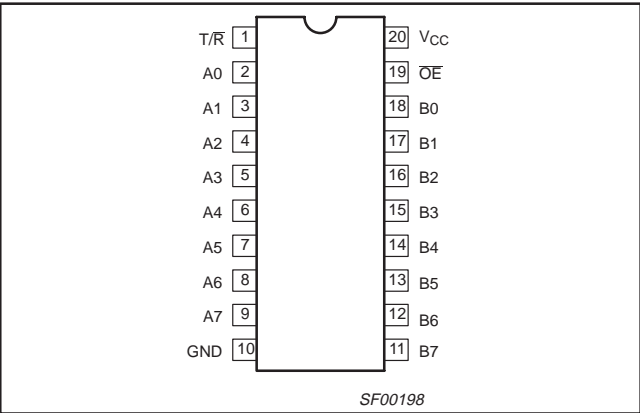 T/R̅ 1 20 VCC
A0 2 19 O̅E̅
A1 3 18 B0
A2 4 17 B1
A3 5 16 B2
A4 6 15 B3
A5 7 14 B4
A6 8 13 B5
A7 9 12 B6
GND 10 11 B7
SF00198